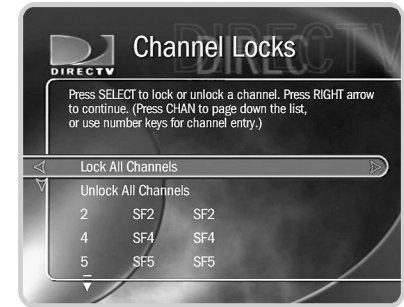 DIRECTV
Channel Locks
DIRECTV
Press SELECT to lock or unlock a channel. Press RIGHT arrow
to continue. (Press CHAN to page down the list,
or use number keys for channel entry.)
Lock All Channels
Unlock All Channels
2 SF2 SF2
4 SF4 SF4
5 SF5 SF5